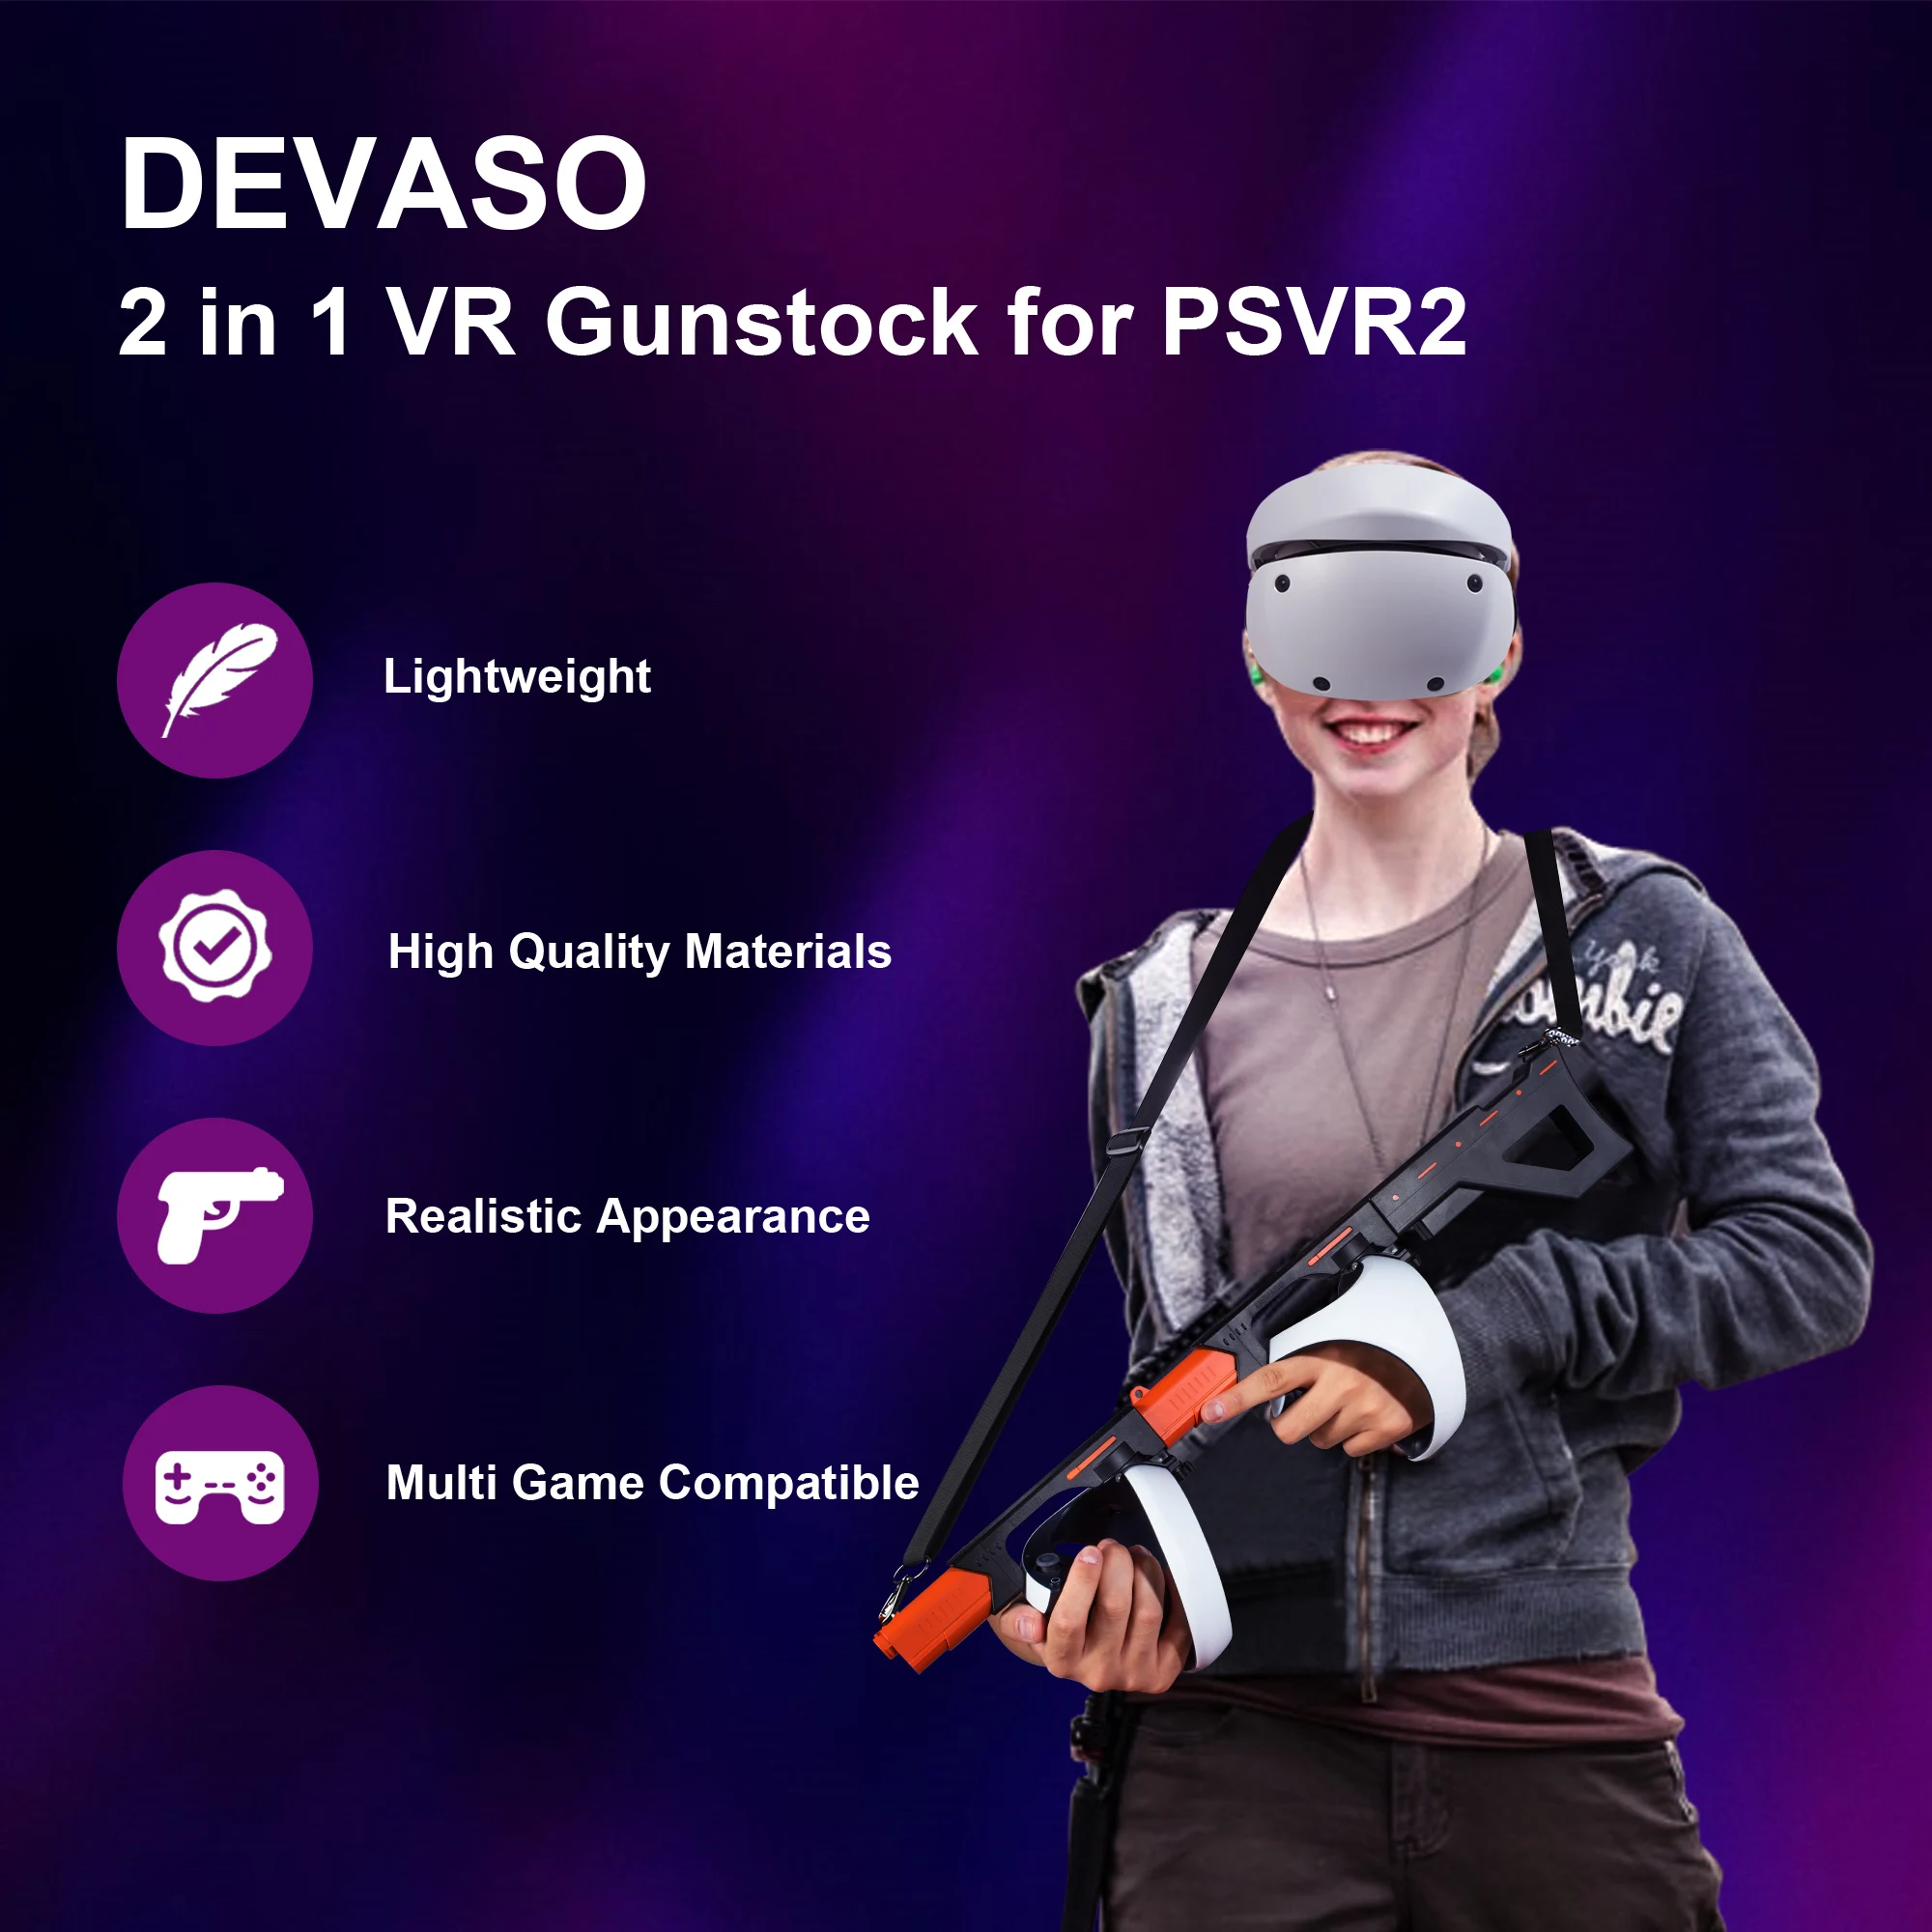 DEVASO
2 in 1 VR Gunstock for PSVR2
Lightweight
High Quality Materials
Realistic Appearance
Multi Game Compatible